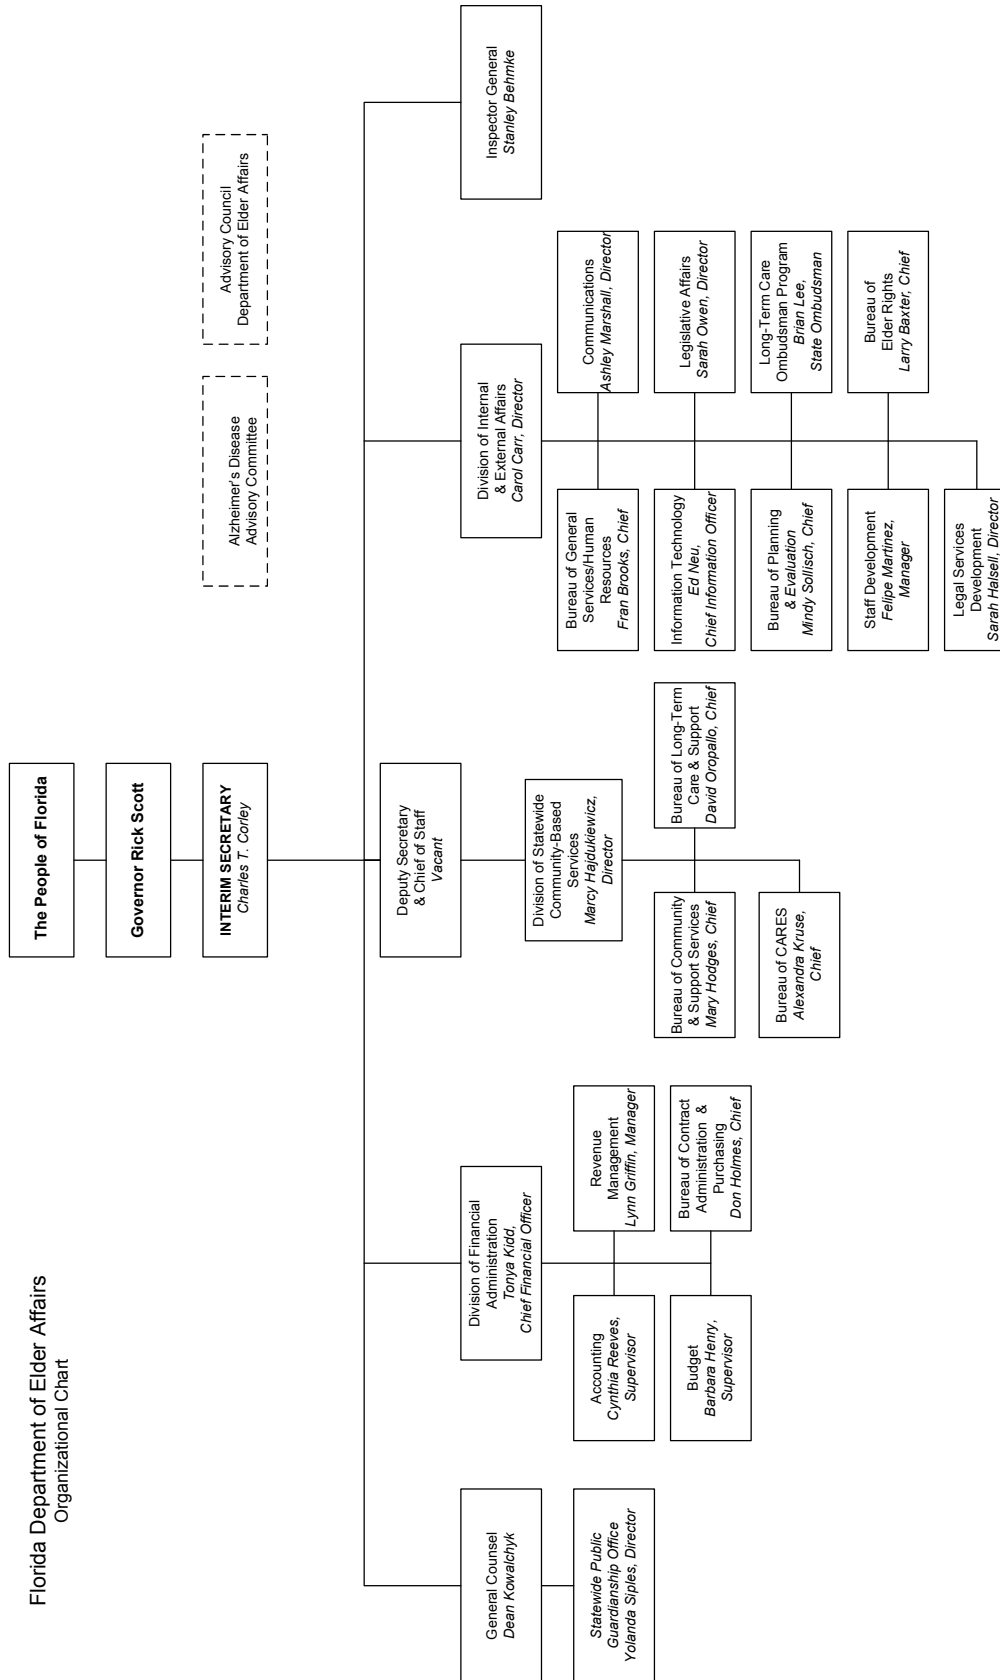 Florida Department of Elder Affairs
Organizational Chart
The People of Florida
Governor Rick Scott
INTERIM SECRETARY
Charles T. Corley
Alzheimer's Disease
Advisory Committee
Advisory Council
Department of Elder Affairs
Deputy Secretary
& Chief of Staff
Vacant
General Counsel
Dean Kowalchyk
Statewide Public
Guardianship Office
Yolanda Siples, Director
Division of Financial
Administration
Tonya Kidd,
Chief Financial Officer
Accounting
Cynthia Reeves,
Supervisor
Revenue
Management
Lynn Griffin, Manager
Budget
Barbara Henry,
Supervisor
Bureau of Contract
Administration &
Purchasing
Don Holmes, Chief
Division of Statewide
Community-Based
Services
Marcy Hajdukiewicz,
Director
Bureau of Community
& Support Services
Mary Hodges, Chief
Bureau of Long-Term
Care & Support
David Oropallo, Chief
Bureau of CARES
Alexandra Kruse,
Chief
Division of Internal
& External Affairs
Carol Carr, Director
Bureau of General
Services/Human
Resources
Fran Brooks, Chief
Communications
Ashley Marshall, Director
Information Technology
Ed Neu,
Chief Information Officer
Legislative Affairs
Sarah Owen, Director
Bureau of Planning
& Evaluation
Mindy Sollisch, Chief
Long-Term Care
Ombudsman Program
Brian Lee,
State Ombudsman
Staff Development
Felipe Martinez,
Manager
Bureau of
Elder Rights
Larry Baxter, Chief
Legal Services
Development
Sarah Halsell, Director
Inspector General
Stanley Behmke